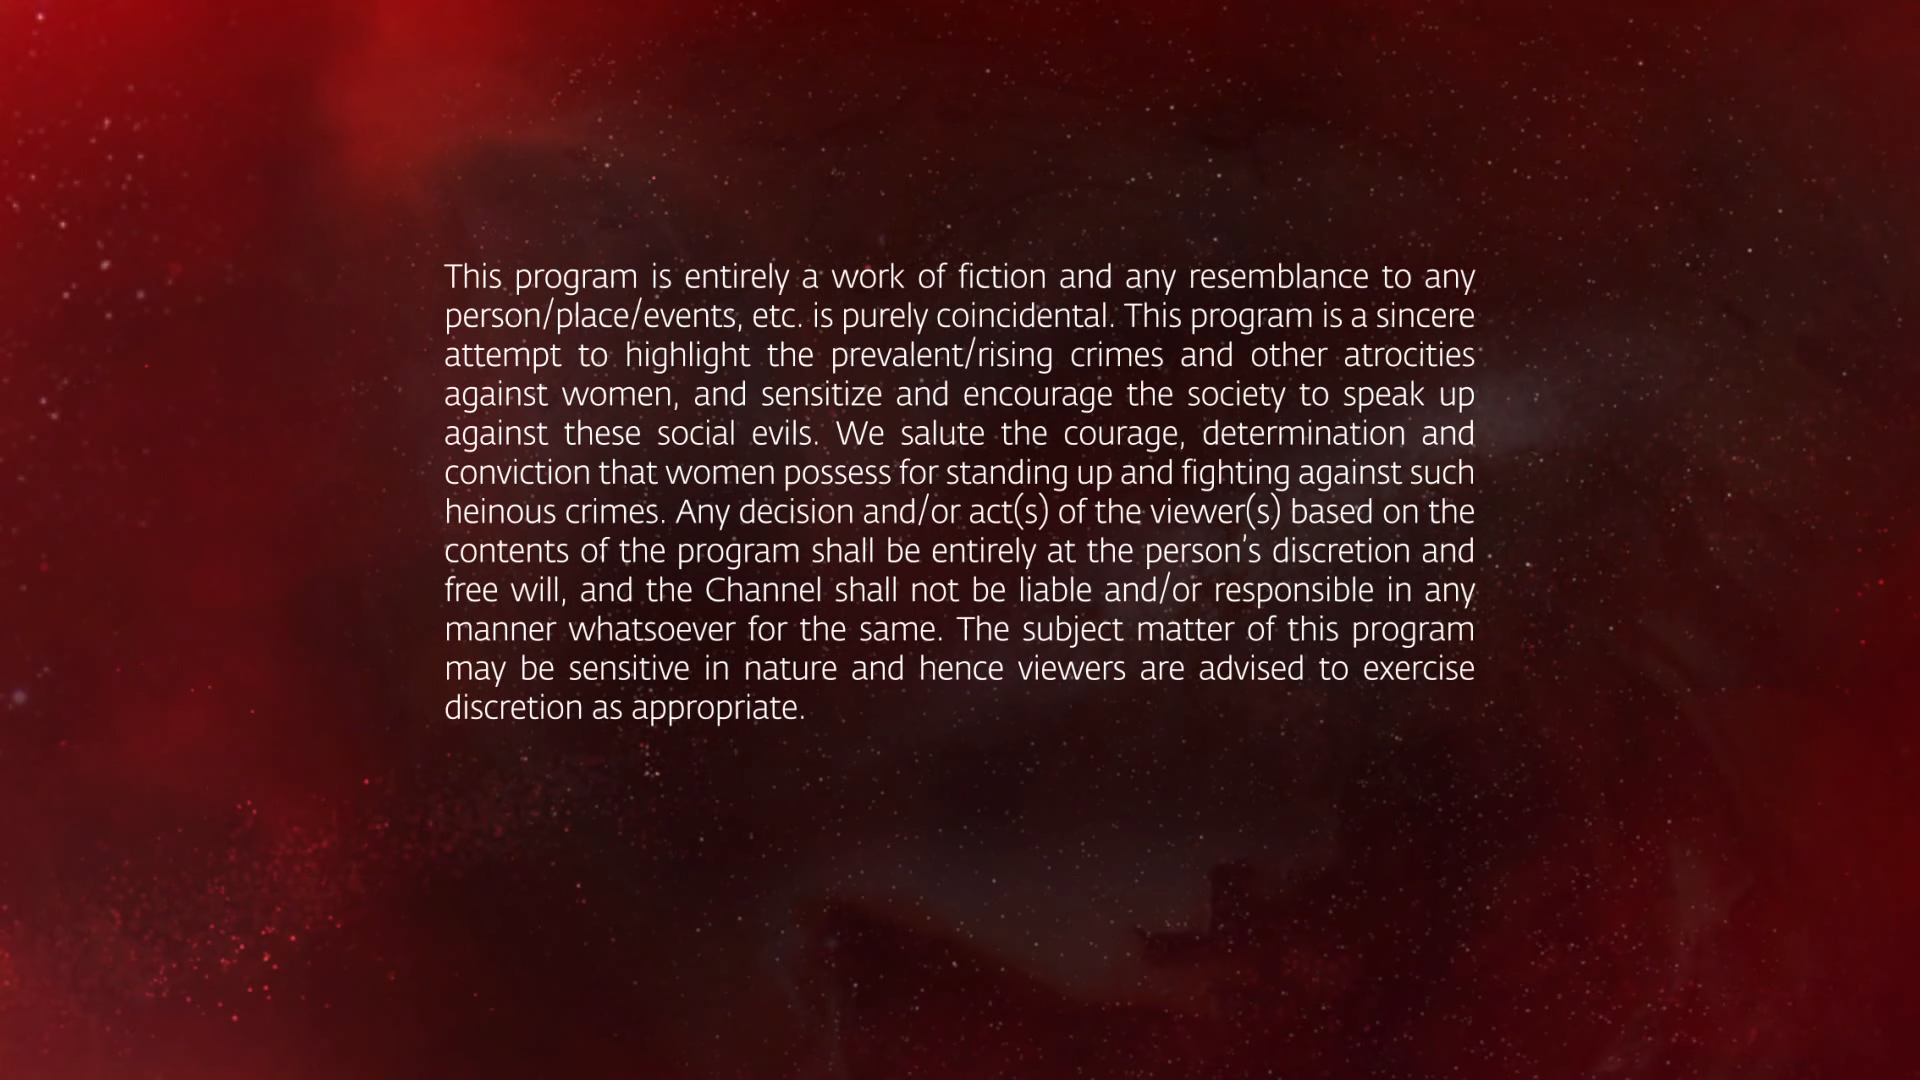 This program is entirely a work of fiction and any resemblance to any
person/place/events, etc. is purely coincidental. This program is a sincere
attempt to highlight the prevalent/rising crimes and other atrocities
against women, and sensitize and encourage the society to speak up
against these social evils. We salute the courage, determination and
conviction that women possess for standing up and fighting against such
heinous crimes. Any decision and/or act(s) of the viewer(s) based on the
contents of the program shall be entirely at the person's discretion and
free will, and the Channel shall not be liable and/or responsible in any
manner whatsoever for the same. The subject matter of this program
may be sensitive in nature and hence viewers are advised to exercise
discretion as appropriate.